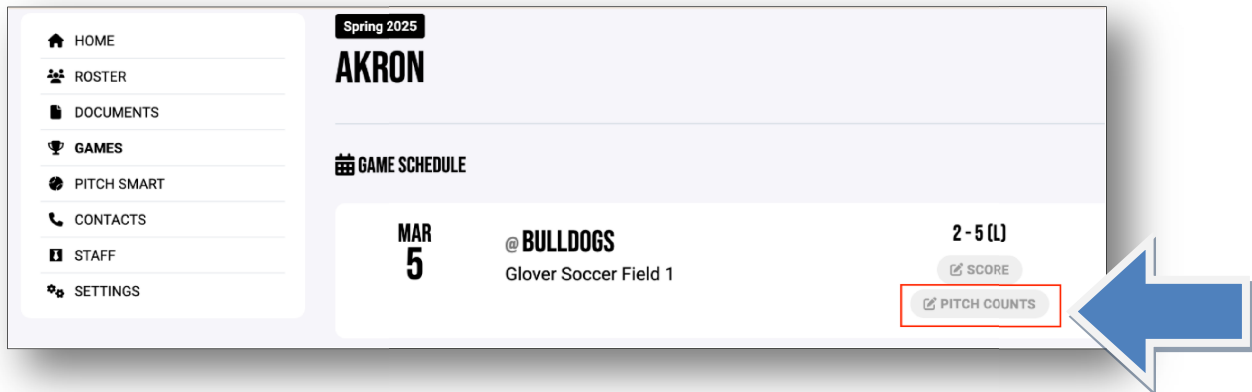 HOME
ROSTER
DOCUMENTS
GAMES
PITCH SMART
CONTACTS
STAFF
SETTINGS
Spring 2025
AKRON
GAME SCHEDULE
MAR
5
@ BULLDOGS
Glover Soccer Field 1
2 - 5 (L)
SCORE
PITCH COUNTS